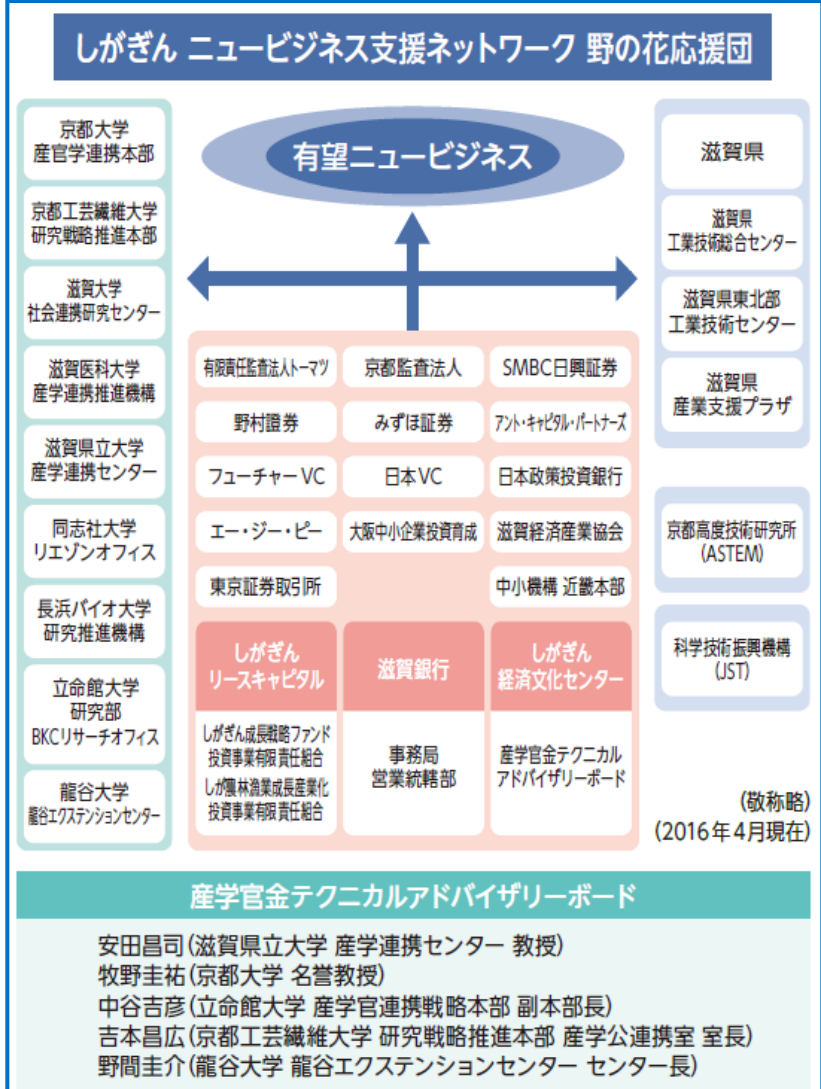 しがぎん ニュービジネス支援ネットワーク 野の花応援団
京都大学
産官学連携本部
京都工芸繊維大学
研究戦略推進本部
滋賀大学
社会連携研究センター
滋賀医科大学
産学連携推進機構
滋賀県立大学
産学連携センター
同志社大学
リエゾンオフィス
長浜バイオ大学
研究推進機構
立命館大学
研究部
BKCリサーチオフィス
龍谷大学
龍谷エクステンションセンター
有望ニュービジネス
有限責任監査法人トーマツ
京都監査法人
SMBC日興証券
野村證券
みずほ証券
アント・キャピタル・パートナーズ
フューチャーVC
日本VC
日本政策投資銀行
エー・ジー・ピー
大阪中小企業投資育成
滋賀経済産業協会
東京証券取引所
中小機構 近畿本部
しがぎん
リースキャピタル
滋賀銀行
しがぎん
経済文化センター
しがぎん成長戦略ファンド
投資事業有限責任組合
しが農林漁業成長産業化
投資事業有限責任組合
事務局
営業統轄部
産学官金テクニカル
アドバイザリーボード
滋賀県
滋賀県
工業技術総合センター
滋賀県東北部
工業技術センター
滋賀県
産業支援プラザ
京都高度技術研究所
(ASTEM)
科学技術振興機構
(JST)
(敬称略)
(2016年4月現在)
産学官金テクニカルアドバイザリーボード
安田昌司(滋賀県立大学 産学連携センター 教授)
牧野圭祐(京都大学 名誉教授)
中谷吉彦(立命館大学 産学官連携戦略本部 副本部長)
吉本昌広(京都工芸繊維大学 研究戦略推進本部 産学公連携室 室長)
野間圭介(龍谷大学 龍谷エクステンションセンター センター長)